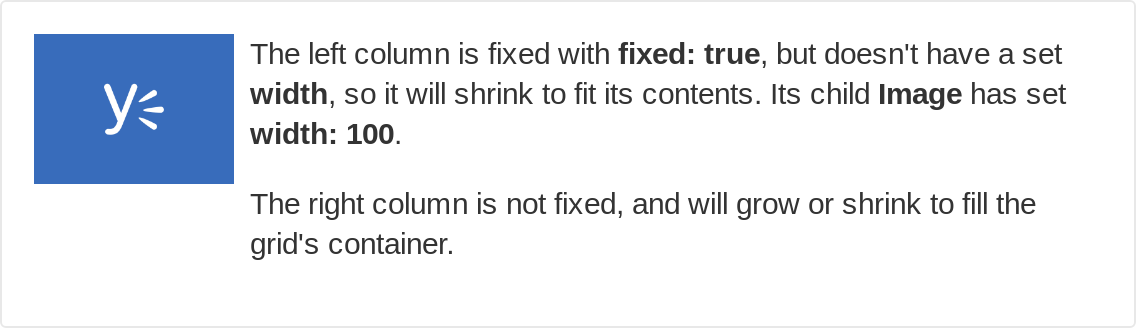 y
The left column is fixed with fixed: true, but doesn't have a set
width, so it will shrink to fit its contents. Its child Image has set
width: 100.
The right column is not fixed, and will grow or shrink to fill the
grid's container.